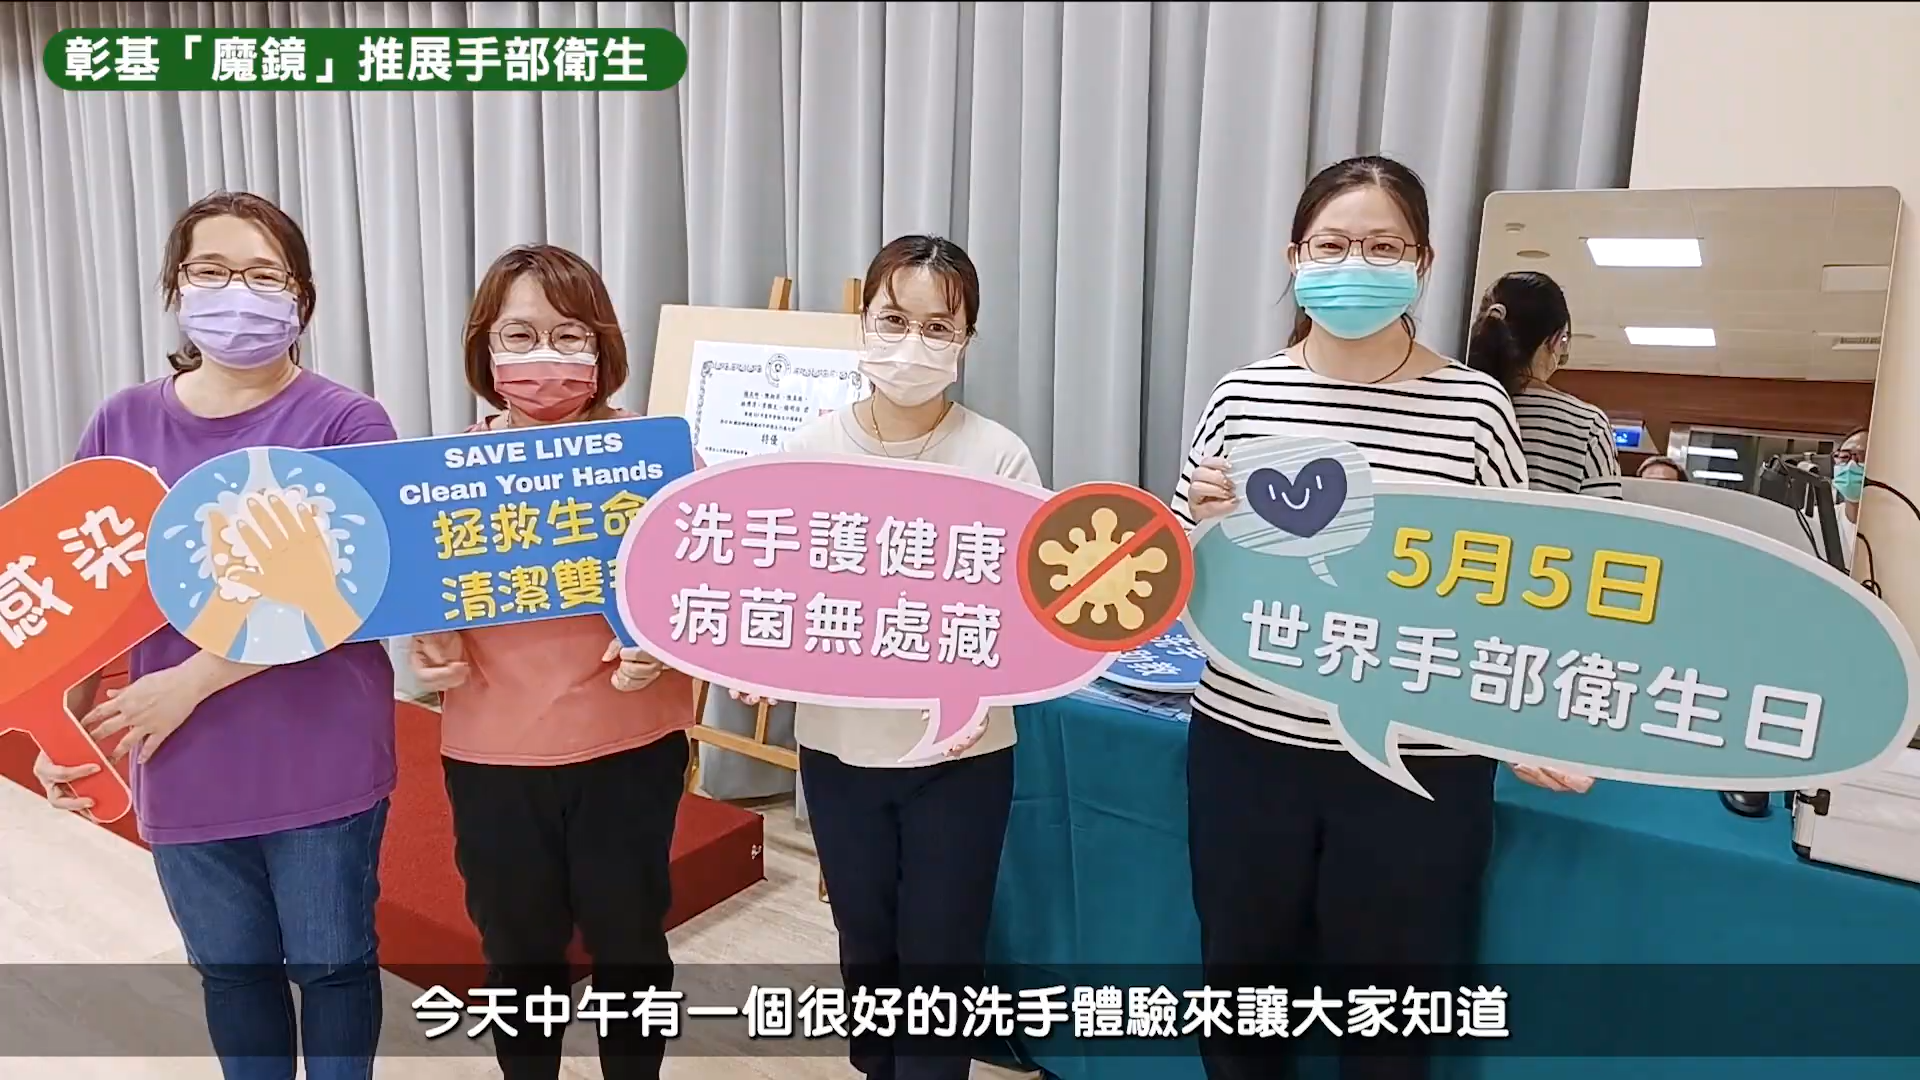 彰基「魔鏡」推展手部衛生
特優
感染
SAVE LIVES
Clean Your Hands
拯救生命
清潔雙手
洗手護健康
病菌無處藏
5月5日
世界手部衛生日
今天中午有一個很好的洗手體驗來讓大家知道